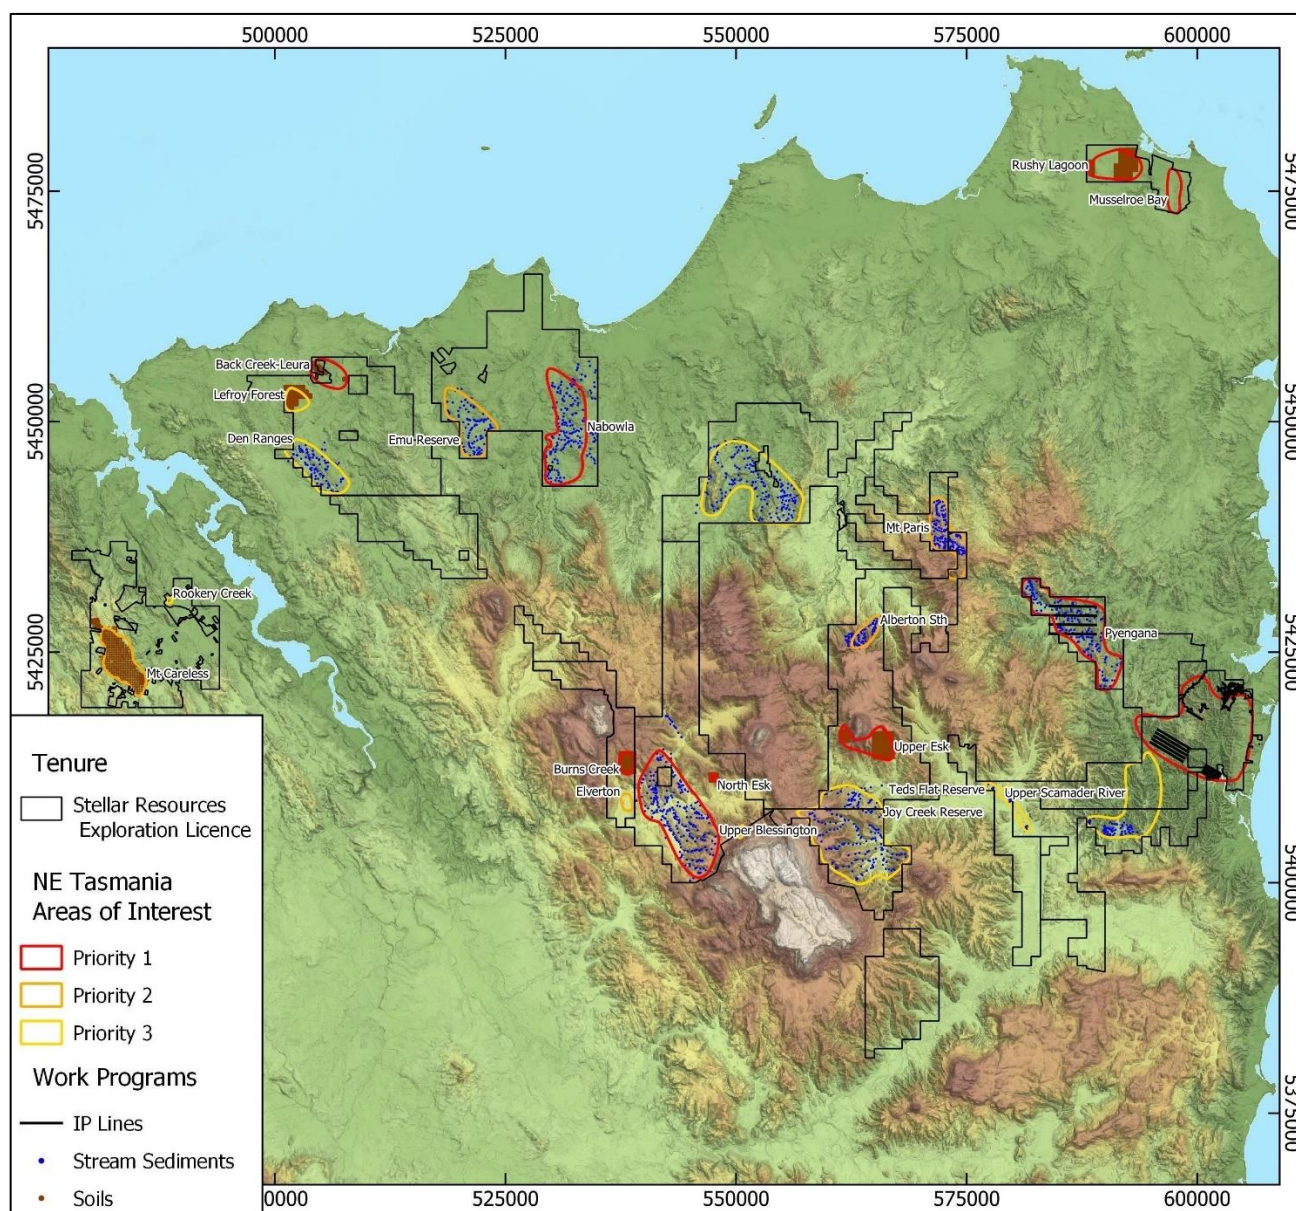 500000 525000 550000 575000 600000
5475000
5475000
Rushy Lagoon
Musselroe Bay
Back Creek-Leura
Lefroy Forest
5450000
5450000
Den Ranges
Emu Reserve
Nabowla
Mt Paris
Rookery Creek
Alberton Sth
5425000
5425000
Pyengana
Mt Careless
Upper Esk
Burns Creek
North Esk
Elverton
Teds Flat Reserve
Upper Scamader River
Joy Creek Reserve
Upper Blessington
5400000
5375000
Tenure
Stellar Resources
Exploration Licence
NE Tasmania
Areas of Interest
Priority 1
Priority 2
Priority 3
Work Programs
IP Lines
Stream Sediments
Soils
00000 525000 550000 575000 600000